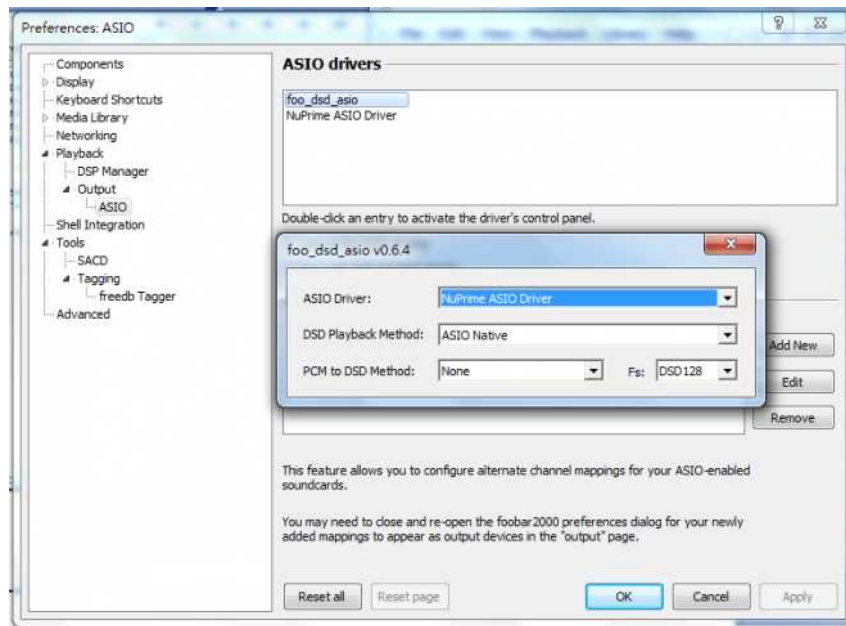 Preferences: ASIO
Components
Display
Keyboard Shortcuts
Media Library
Networking
Playback
DSP Manager
Output
ASIO
Shell Integration
Tools
SACD
Tagging
freedb Tagger
Advanced
ASIO drivers
foo_dsd_asio
NuPrime ASIO Driver
Double-click an entry to activate the driver's control panel.
foo_dsd_asio v0.6.4
ASIO Driver: NuPrime ASIO Driver
DSD Playback Method: ASIO Native
PCM to DSD Method: None Fs: DSD128
Add New
Edit
Remove
This feature allows you to configure alternate channel mappings for your ASIO-enabled
soundcards.
You may need to close and re-open the foobar2000 preferences dialog for your newly
added mappings to appear as output devices in the "output" page.
Reset all Reset page OK Cancel Apply